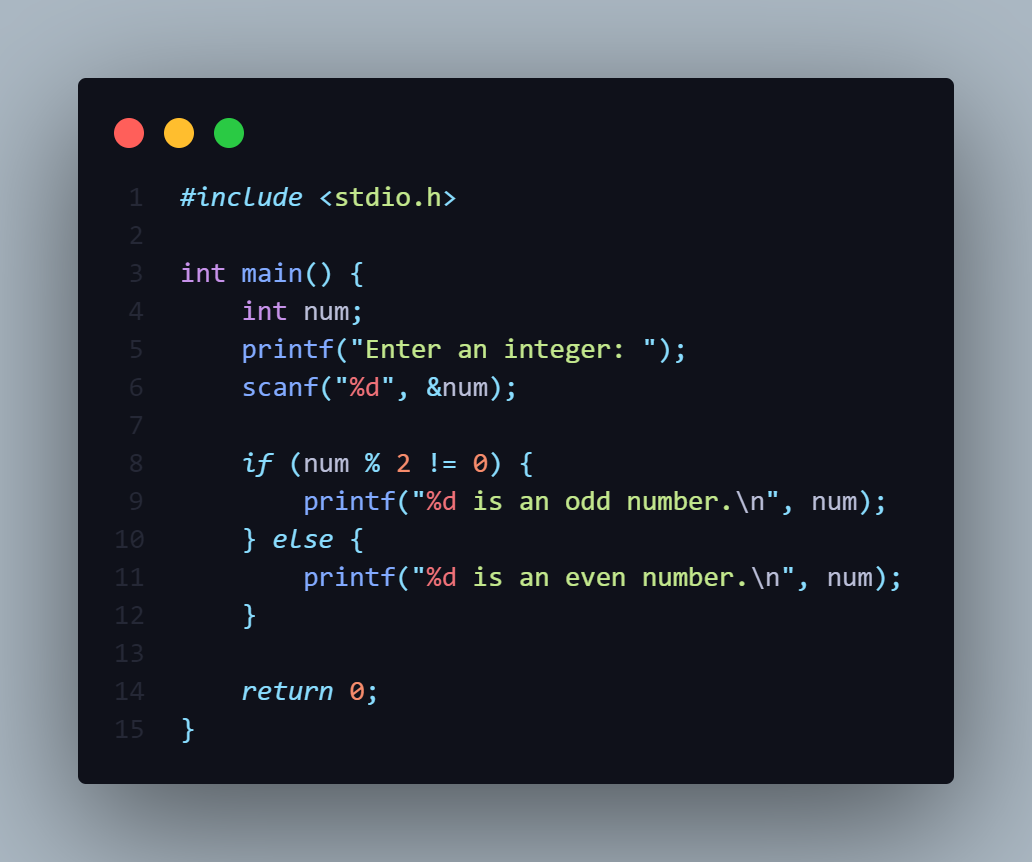 1 #include <stdio.h>
2
3 int main() {
4     int num;
5     printf("Enter an integer: ");
6     scanf("%d", &num);
7
8     if (num % 2 != 0) {
9         printf("%d is an odd number.\n", num);
10     } else {
11         printf("%d is an even number.\n", num);
12     }
13
14     return 0;
15 }